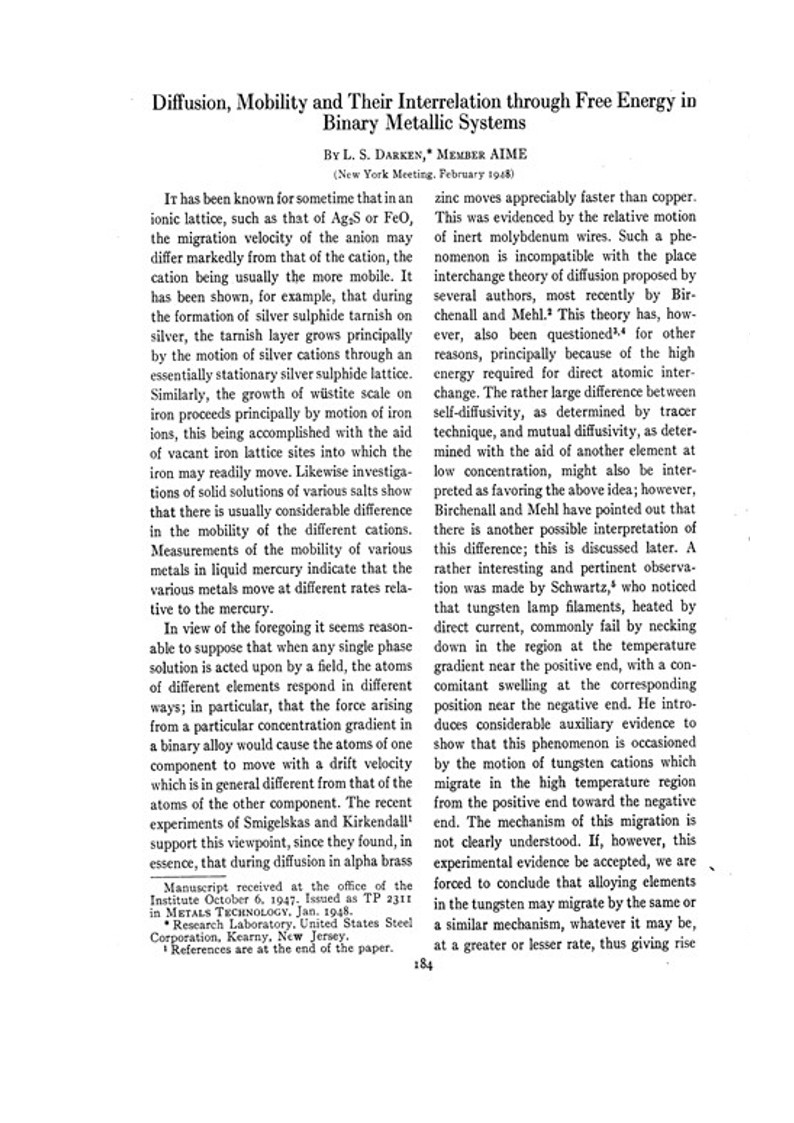 Diffusion, Mobility and Their Interrelation through Free Energy in
Binary Metallic Systems
By L. S. Darken,* Member AIME
(New York Meeting, February 1948)
It has been known for sometime that in an
ionic lattice, such as that of Ag₂S or FeO,
the migration velocity of the anion may
differ markedly from that of the cation, the
cation being usually the more mobile. It
has been shown, for example, that during
the formation of silver sulphide tarnish on
silver, the tarnish layer grows principally
by the motion of silver cations through an
essentially stationary silver sulphide lattice.
Similarly, the growth of wüstite scale on
iron proceeds principally by motion of iron
ions, this being accomplished with the aid
of vacant iron lattice sites into which the
iron may readily move. Likewise investiga-
tions of solid solutions of various salts show
that there is usually considerable difference
in the mobility of the different cations.
Measurements of the mobility of various
metals in liquid mercury indicate that the
various metals move at different rates rela-
tive to the mercury.
In view of the foregoing it seems reason-
able to suppose that when any single phase
solution is acted upon by a field, the atoms
of different elements respond in different
ways; in particular, that the force arising
from a particular concentration gradient in
a binary alloy would cause the atoms of one
component to move with a drift velocity
which is in general different from that of the
atoms of the other component. The recent
experiments of Smigelskas and Kirkendall¹
support this viewpoint, since they found, in
essence, that during diffusion in alpha brass
Manuscript received at the office of the
Institute October 6, 1947. Issued as TP 2311
in Metals Technology, Jan. 1948.
* Research Laboratory, United States Steel
Corporation, Kearny, New Jersey.
¹ References are at the end of the paper.
zinc moves appreciably faster than copper.
This was evidenced by the relative motion
of inert molybdenum wires. Such a phe-
nomenon is incompatible with the place
interchange theory of diffusion proposed by
several authors, most recently by Bir-
chenall and Mehl.² This theory has, how-
ever, also been questioned³,⁴ for other
reasons, principally because of the high
energy required for direct atomic inter-
change. The rather large difference between
self-diffusivity, as determined by tracer
technique, and mutual diffusivity, as deter-
mined with the aid of another element at
low concentration, might also be inter-
preted as favoring the above idea; however,
Birchenall and Mehl have pointed out that
there is another possible interpretation of
this difference; this is discussed later. A
rather interesting and pertinent observa-
tion was made by Schwartz,⁵ who noticed
that tungsten lamp filaments, heated by
direct current, commonly fail by necking
down in the region at the temperature
gradient near the positive end, with a con-
comitant swelling at the corresponding
position near the negative end. He intro-
duces considerable auxiliary evidence to
show that this phenomenon is occasioned
by the motion of tungsten cations which
migrate in the high temperature region
from the positive end toward the negative
end. The mechanism of this migration is
not clearly understood. If, however, this
experimental evidence be accepted, we are
forced to conclude that alloying elements
in the tungsten may migrate by the same or
a similar mechanism, whatever it may be,
at a greater or lesser rate, thus giving rise
184